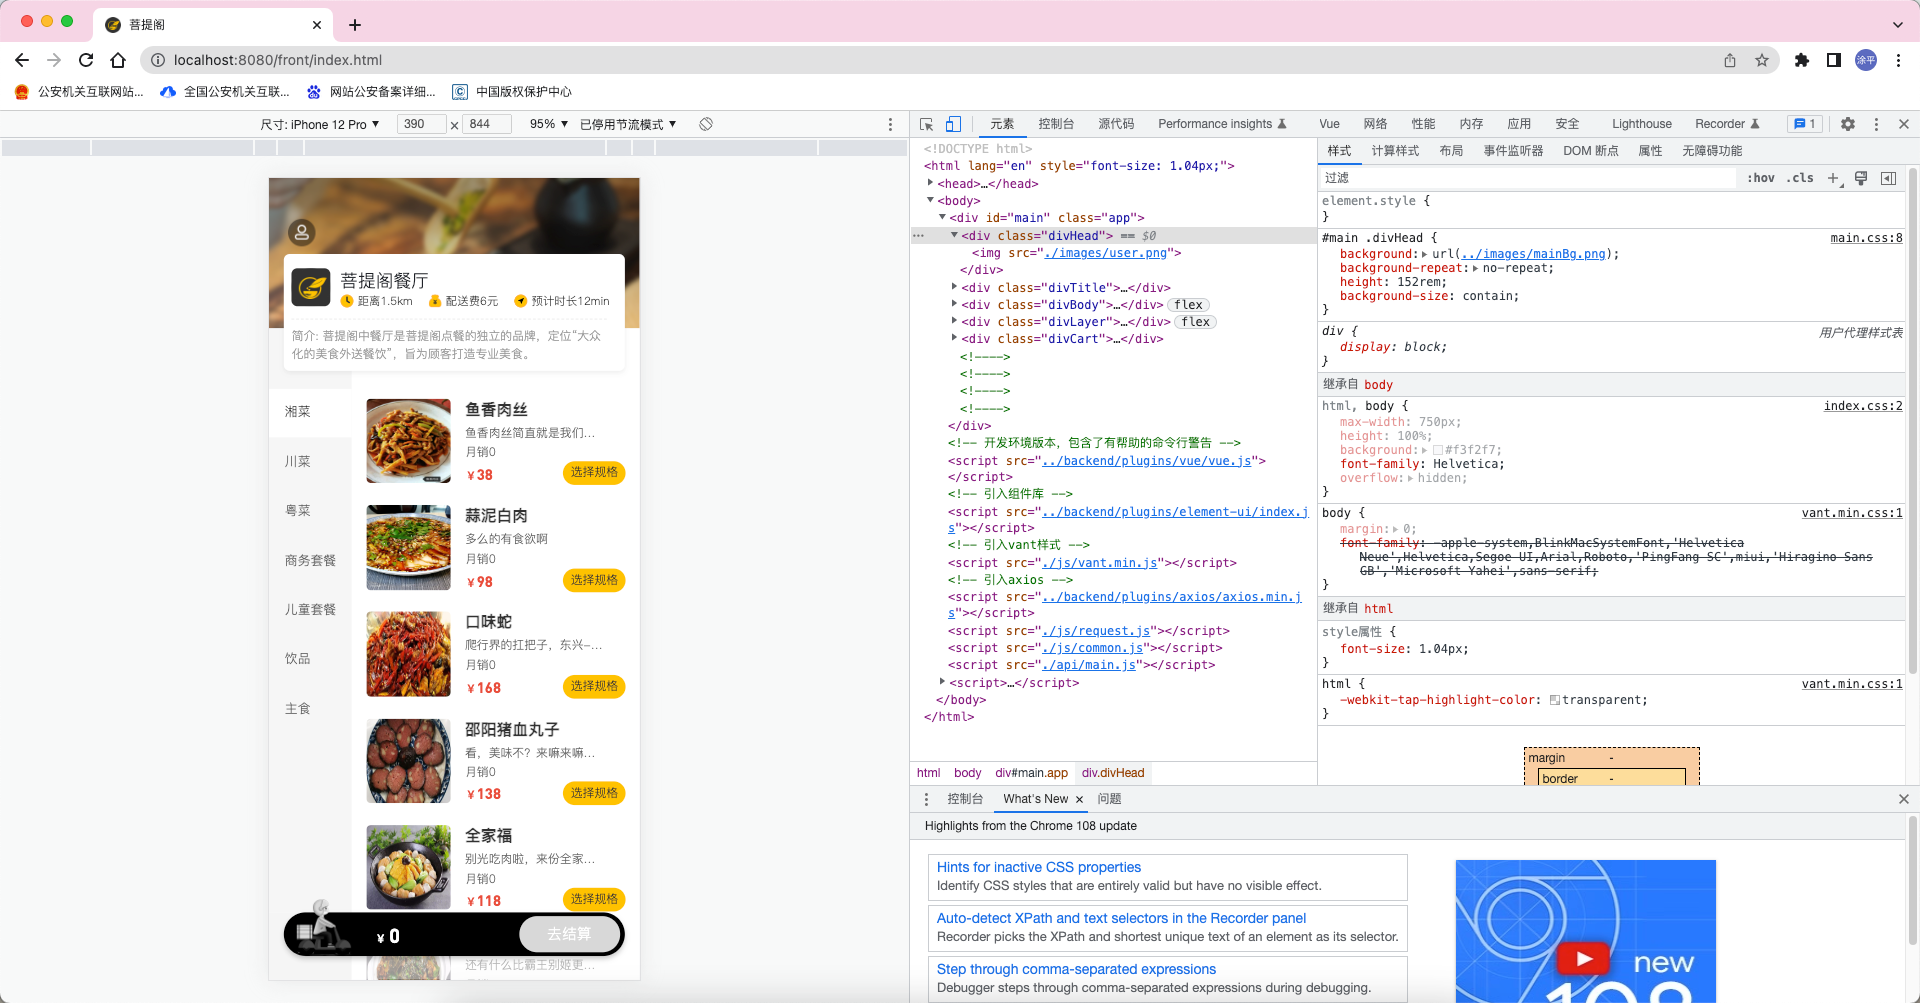 菩提阁
localhost:8080/front/index.html
涂平
公安机关互联网站...
全国公安机关互联...
网站公安备案详细...
中国版权保护中心
尺寸: iPhone 12 Pro ▼
390 × 844
95% ▼
已停用节流模式 ▼
菩提阁餐厅
距离1.5km
配送费6元
预计时长12min
简介: 菩提阁中餐厅是菩提阁点餐的独立的品牌，定位“大众
化的美食外送餐饮”，旨为顾客打造专业美食。
湘菜
川菜
粤菜
商务套餐
儿童套餐
饮品
主食
鱼香肉丝
鱼香肉丝简直就是我们...
月销0
¥38
选择规格
蒜泥白肉
多么的有食欲啊
月销0
¥98
选择规格
口味蛇
爬行界的扛把子，东兴-...
月销0
¥168
选择规格
邵阳猪血丸子
看，美味不？来嘛来嘛...
月销0
¥138
选择规格
全家福
别光吃肉啦，来份全家...
月销0
¥118
选择规格
还有什么比霸王别姬更...
¥ 0
去结算
元素
控制台
源代码
Performance insights
Vue
网络
性能
内存
应用
安全
Lighthouse
Recorder
1
<!DOCTYPE html>
<html lang="en" style="font-size: 1.04px;">
<head>…</head>
<body>
<div id="main" class="app">
<div class="divHead"> == $0
<img src="./images/user.png">
</div>
<div class="divTitle">…</div>
<div class="divBody">…</div> flex
<div class="divLayer">…</div> flex
<div class="divCart">…</div>
<!---->
<!---->
<!---->
<!---->
</div>
<!-- 开发环境版本，包含了有帮助的命令行警告 -->
<script src="../backend/plugins/vue/vue.js">
</script>
<!-- 引入组件库 -->
<script src="../backend/plugins/element-ui/index.j
s"></script>
<!-- 引入vant样式 -->
<script src="./js/vant.min.js"></script>
<!-- 引入axios -->
<script src="../backend/plugins/axios/axios.min.j
s"></script>
<script src="./js/request.js"></script>
<script src="./js/common.js"></script>
<script src="./api/main.js"></script>
<script>…</script>
</body>
</html>
html body div#main.app div.divHead
样式
计算样式
布局
事件监听器
DOM 断点
属性
无障碍功能
过滤
:hov .cls
element.style {
}
#main .divHead {
main.css:8
background: url(../images/mainBg.png);
background-repeat: no-repeat;
height: 152rem;
background-size: contain;
}
div {
用户代理样式表
display: block;
}
继承自 body
html, body {
index.css:2
max-width: 750px;
height: 100%;
background: #f3f2f7;
font-family: Helvetica;
overflow: hidden;
}
body {
vant.min.css:1
margin: 0;
font-family: -apple-system,BlinkMacSystemFont,'Helvetica
Neue',Helvetica,Segoe UI,Arial,Roboto,'PingFang SC',miui,'Hiragino Sans
GB','Microsoft Yahei',sans-serif;
}
继承自 html
style属性 {
font-size: 1.04px;
}
html {
vant.min.css:1
-webkit-tap-highlight-color: transparent;
}
margin -
border -
控制台
What's New
问题
Highlights from the Chrome 108 update
Hints for inactive CSS properties
Identify CSS styles that are entirely valid but have no visible effect.
Auto-detect XPath and text selectors in the Recorder panel
Recorder picks the XPath and shortest unique text of an element as its selector.
Step through comma-separated expressions
Debugger steps through comma-separated expressions during debugging.
new
108